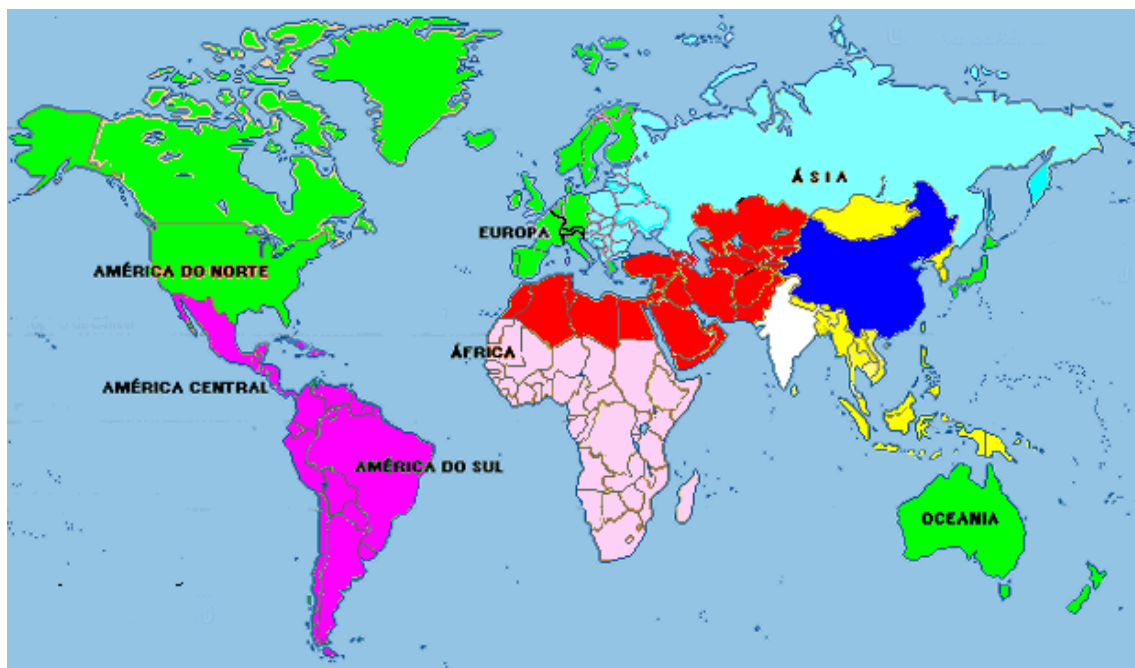 ÁSIA
EUROPA
AMÉRICA DO NORTE
ÁFRICA
AMÉRICA CENTRAL
AMÉRICA DO SUL
OCEANIA